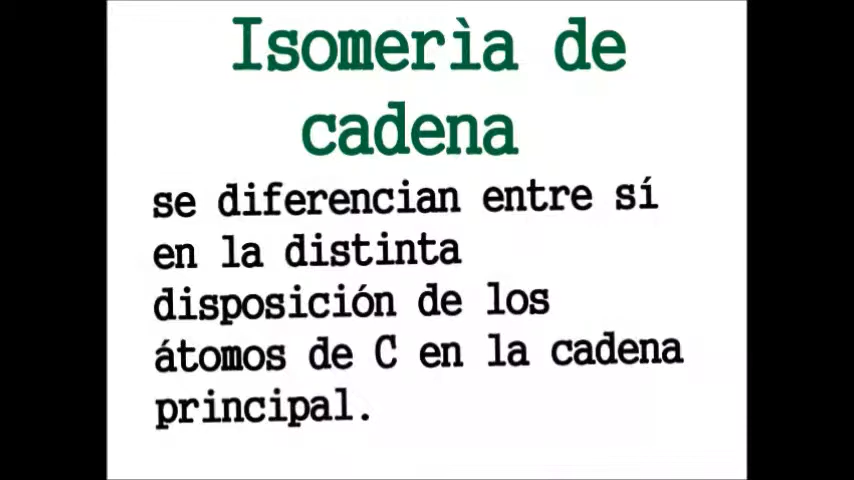 Isomerìa de
cadena
se diferencian entre sí
en la distinta
disposición de los
átomos de C en la cadena
principal.